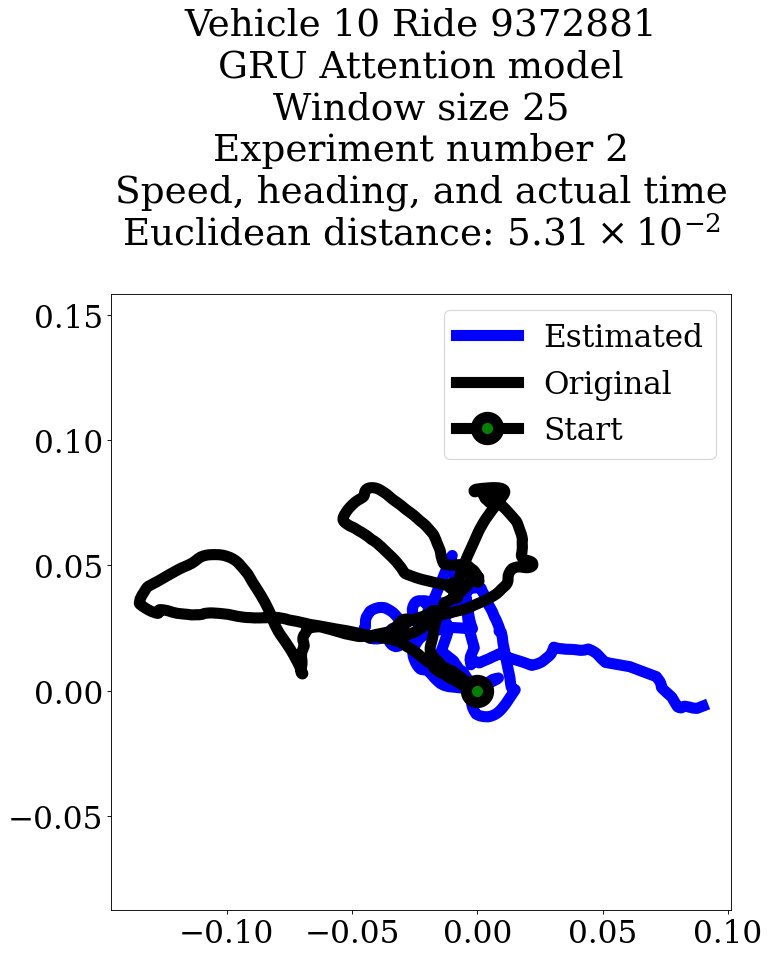 Vehicle 10 Ride 9372881
GRU Attention model
Window size 25
Experiment number 2
Speed, heading, and actual time
Euclidean distance: 5.31 × 10⁻²
Estimated
Original
Start
0.15
0.10
0.05
0.00
−0.05
−0.10 −0.05 0.00 0.05 0.10